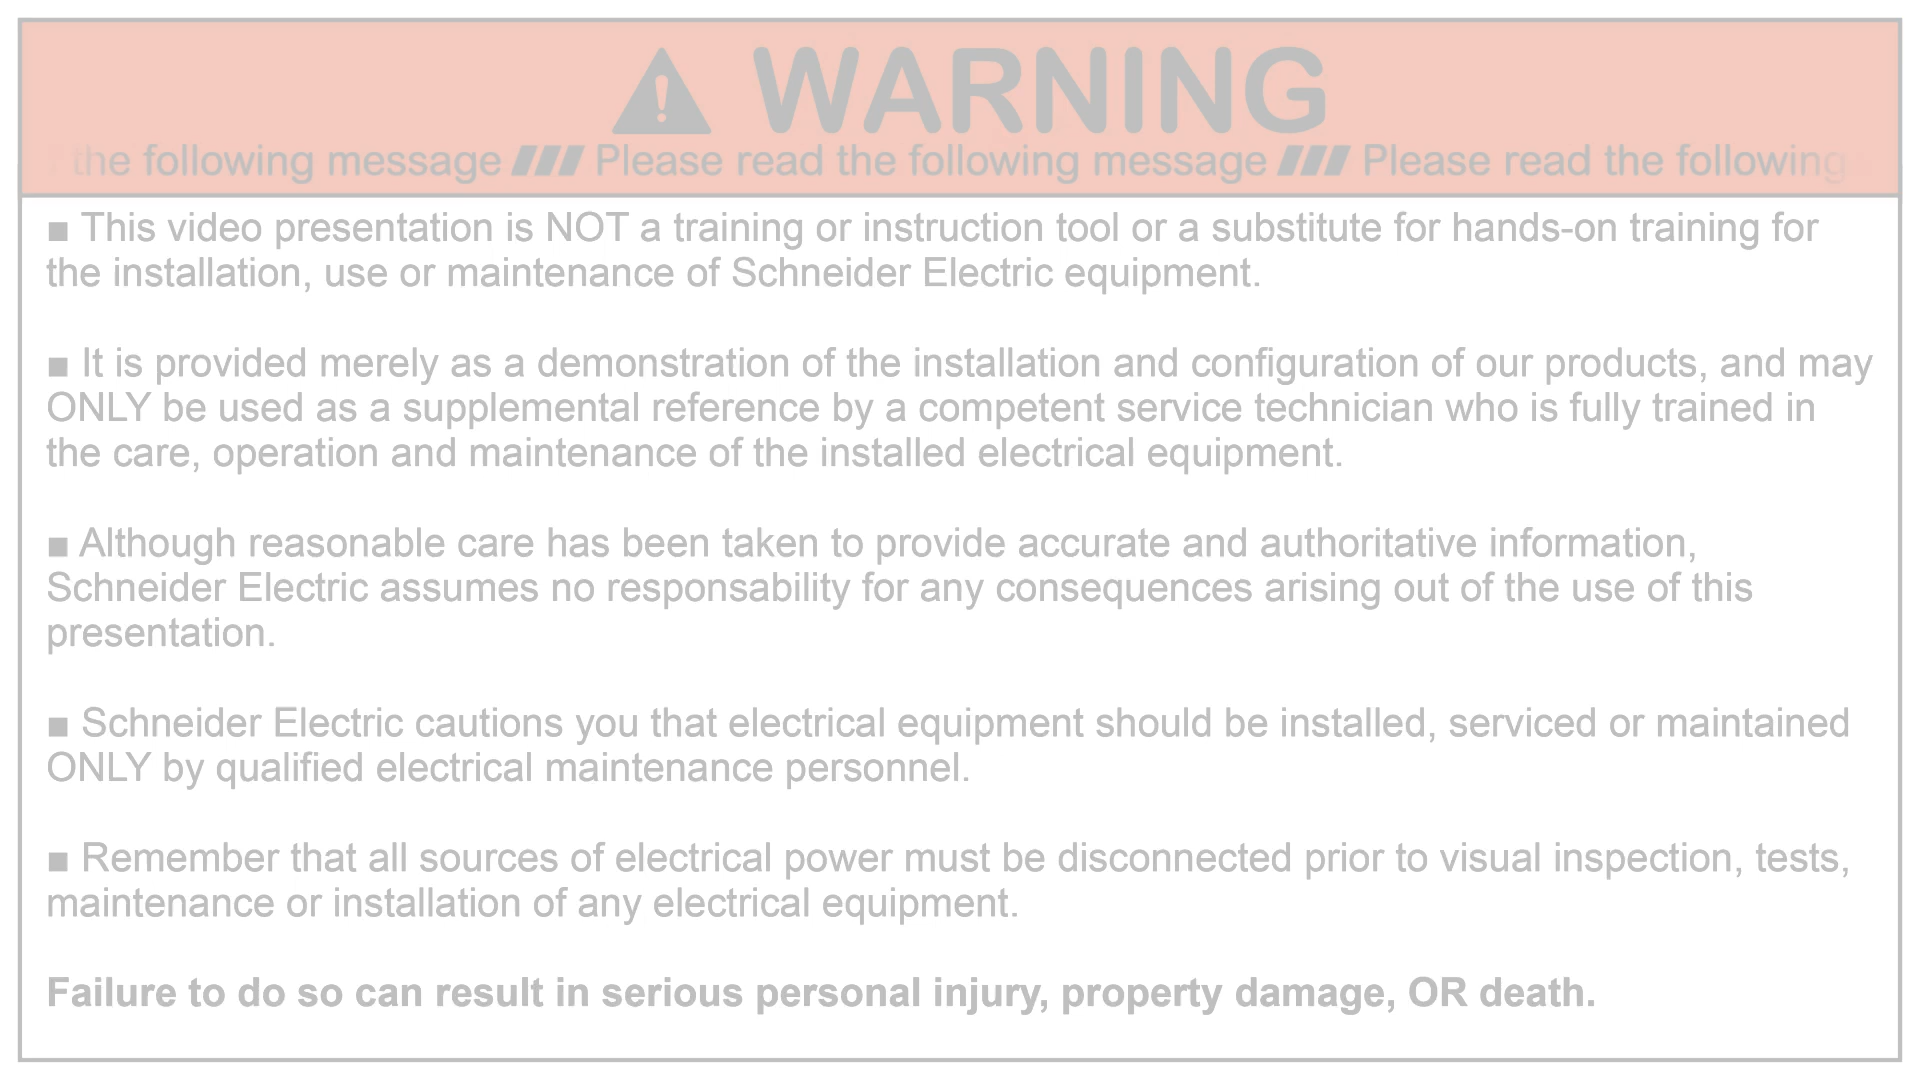 WARNING
the following message /// Please read the following message /// Please read the following
■ This video presentation is NOT a training or instruction tool or a substitute for hands-on training for
the installation, use or maintenance of Schneider Electric equipment.
■ It is provided merely as a demonstration of the installation and configuration of our products, and may
ONLY be used as a supplemental reference by a competent service technician who is fully trained in
the care, operation and maintenance of the installed electrical equipment.
■ Although reasonable care has been taken to provide accurate and authoritative information,
Schneider Electric assumes no responsability for any consequences arising out of the use of this
presentation.
■ Schneider Electric cautions you that electrical equipment should be installed, serviced or maintained
ONLY by qualified electrical maintenance personnel.
■ Remember that all sources of electrical power must be disconnected prior to visual inspection, tests,
maintenance or installation of any electrical equipment.
Failure to do so can result in serious personal injury, property damage, OR death.